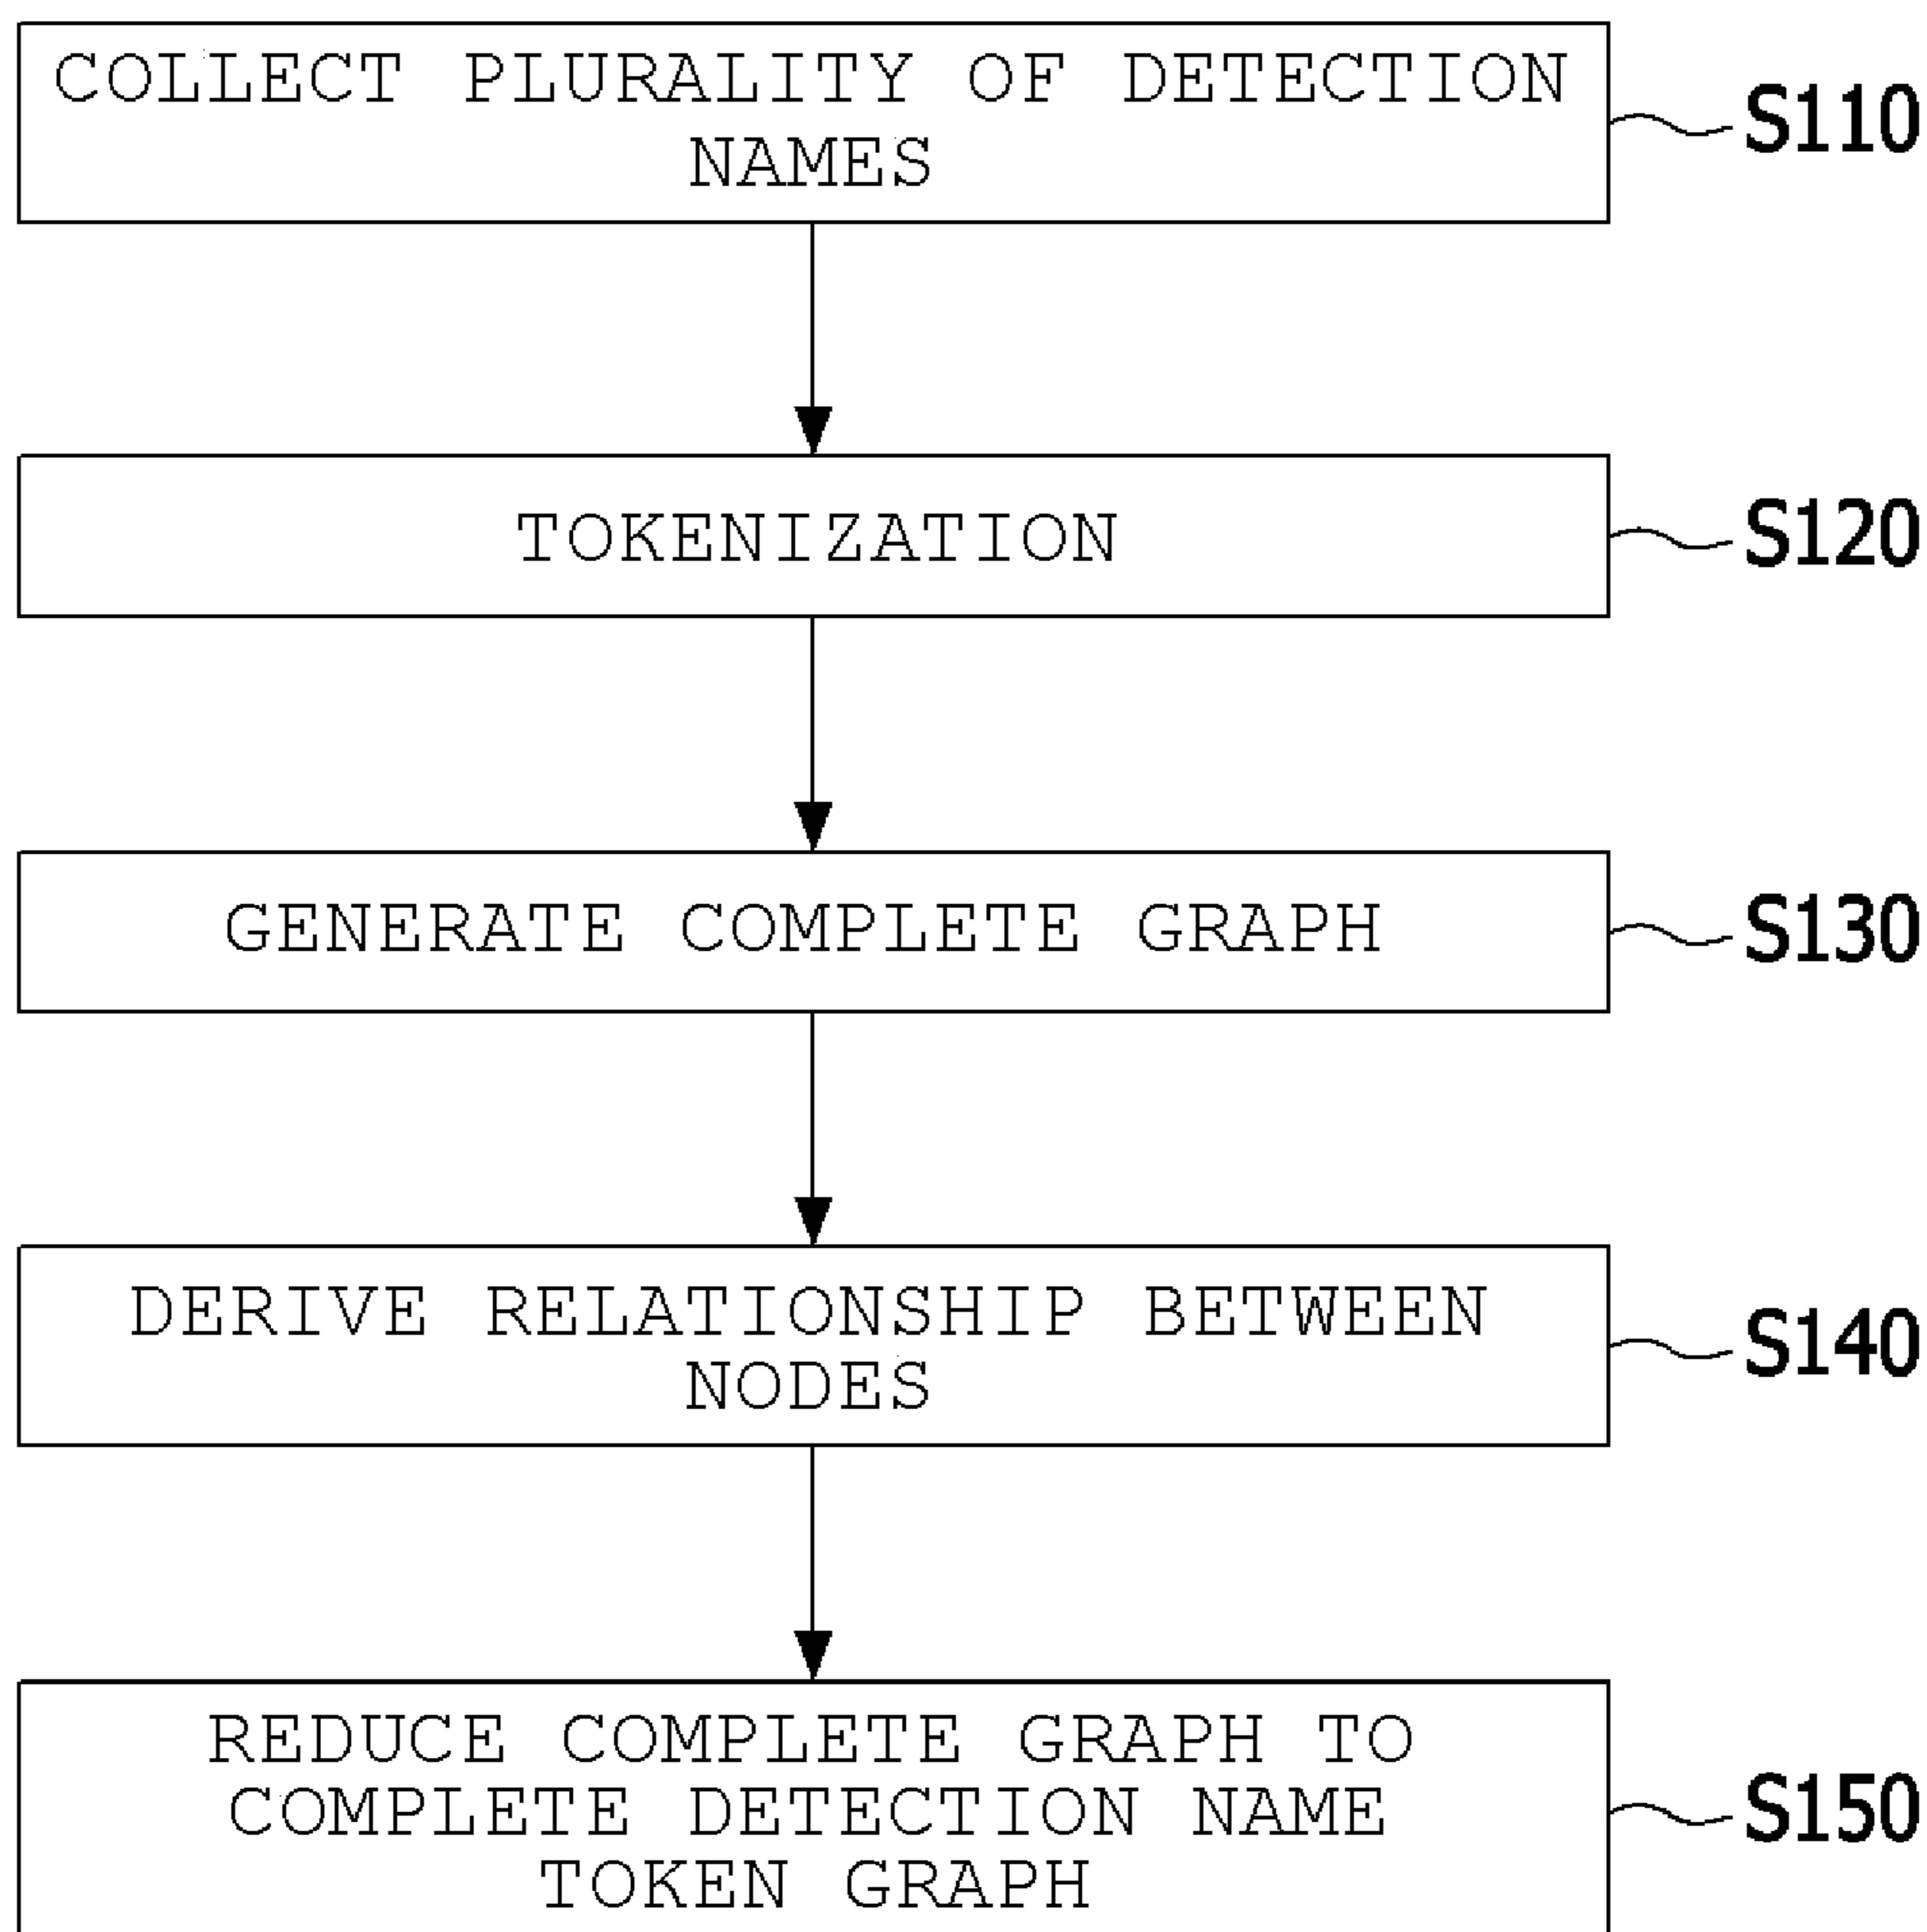 COLLECT PLURALITY OF DETECTION
NAMES
S110
TOKENIZATION
S120
GENERATE COMPLETE GRAPH
S130
DERIVE RELATIONSHIP BETWEEN
NODES
S140
REDUCE COMPLETE GRAPH TO
COMPLETE DETECTION NAME
TOKEN GRAPH
S150